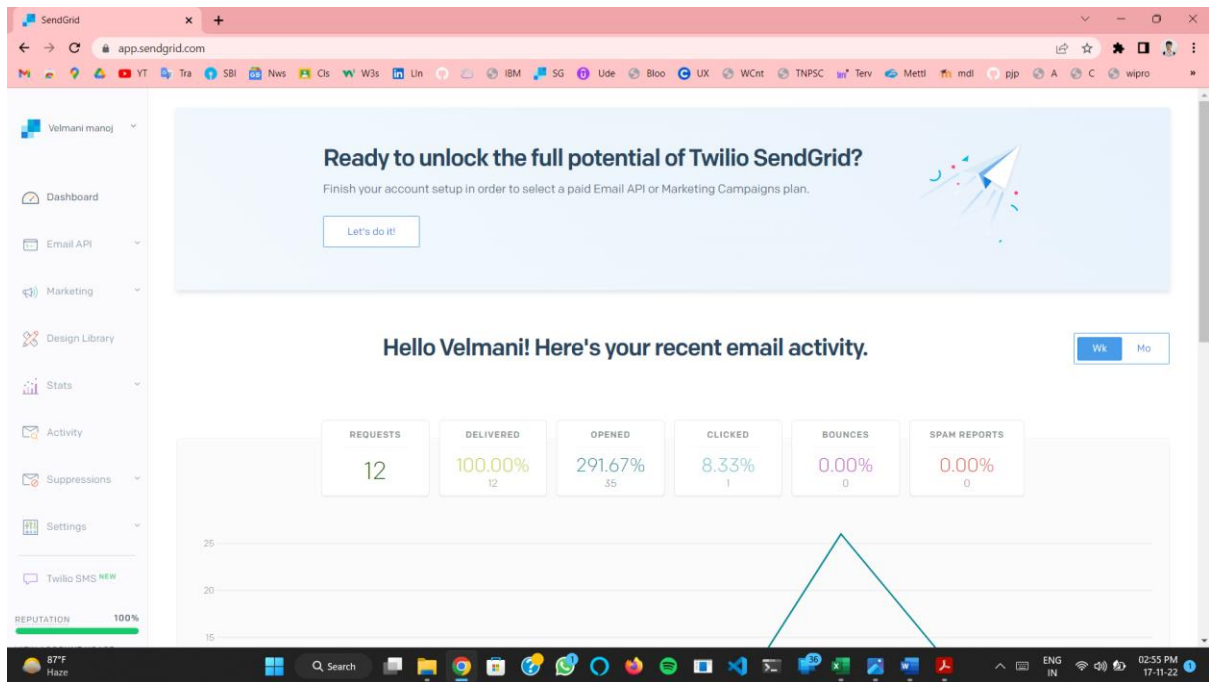 SendGrid
app.sendgrid.com
YT Tra SBI Nws Cls W3s Lin IBM SG Ude Bloo UX WCnt TNPSC Terv Mettl mdl pjp A C wipro »
Velmani manoj
Ready to unlock the full potential of Twilio SendGrid?
Finish your account setup in order to select a paid Email API or Marketing Campaigns plan.
Let's do it!
Dashboard
Email API
Marketing
Design Library
Stats
Activity
Suppressions
Settings
Twilio SMS NEW
REPUTATION 100%
Hello Velmani! Here's your recent email activity.
Wk Mo
REQUESTS DELIVERED OPENED CLICKED BOUNCES SPAM REPORTS
12 100.00% 291.67% 8.33% 0.00% 0.00%
12 35 1 0 0
25
20
15
87°F
Haze
Search
36
ENG
IN
02:55 PM
17-11-22
1